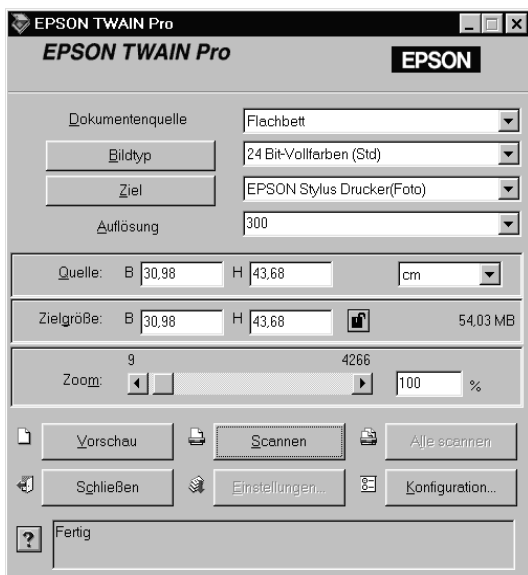 EPSON TWAIN Pro
EPSON TWAIN Pro EPSON
Dokumentenquelle Flachbett
Bildtyp 24 Bit-Vollfarben (Std)
Ziel EPSON Stylus Drucker(Foto)
Auflösung 300
Quelle: B 30,98 H 43,68 cm
Zielgröße: B 30,98 H 43,68 54,03 MB
9 4266
Zoom: 100 %
Vorschau Scannen Alle scannen
Schließen Einstellungen... Konfiguration...
? Fertig